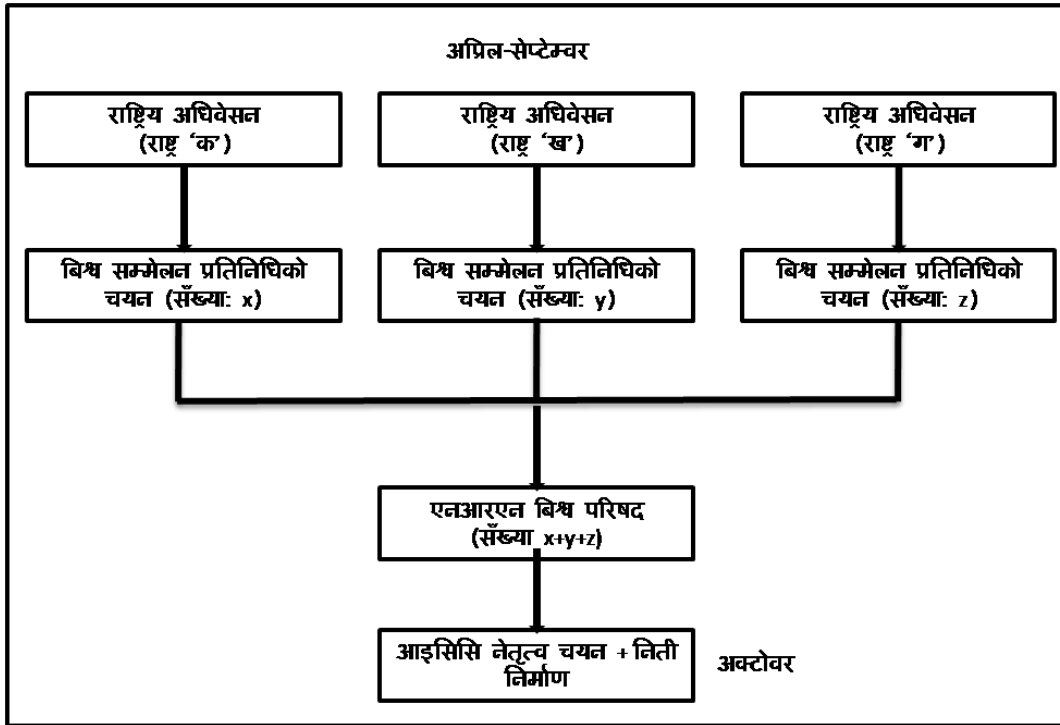 अप्रिल-सेप्टेम्वर
राष्ट्रिय अधिवेसन
(राष्ट्र ‘क’)
राष्ट्रिय अधिवेसन
(राष्ट्र ‘ख’)
राष्ट्रिय अधिवेसन
(राष्ट्र ‘ग’)
बिश्व सम्मेलन प्रतिनिधिको
चयन (सँख्या: x)
बिश्व सम्मेलन प्रतिनिधिको
चयन (सँख्या: y)
बिश्व सम्मेलन प्रतिनिधिको
चयन (सँख्या: z)
एनआरएन बिश्व परिषद
(सँख्या x+y+z)
आइसिसि नेतृत्व चयन + निती
निर्माण
अक्टोवर